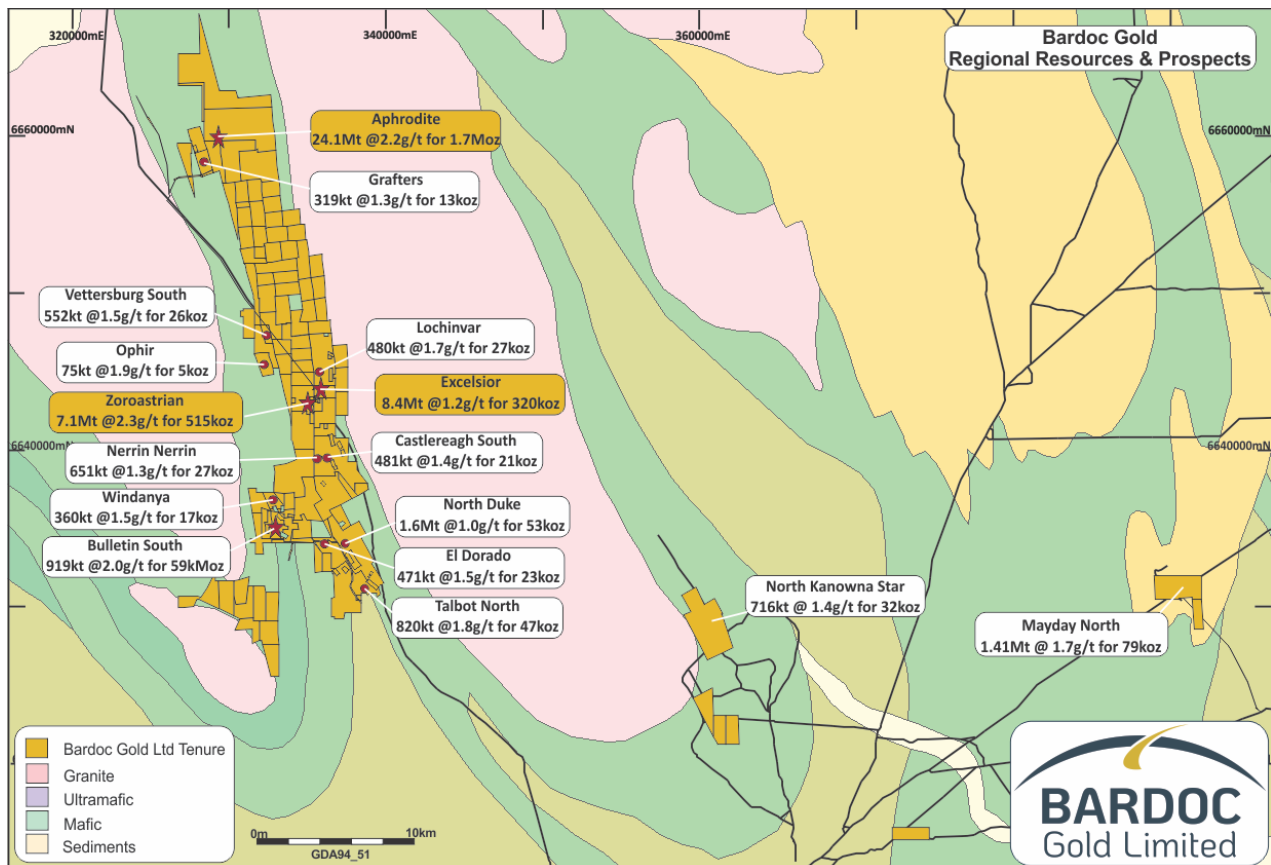 320000mE
340000mE
360000mE
Bardoc Gold
Regional Resources & Prospects
6660000mN
6660000mN
Aphrodite
24.1Mt @2.2g/t for 1.7Moz
Grafters
319kt @1.3g/t for 13koz
Vettersburg South
552kt @1.5g/t for 26koz
Lochinvar
480kt @1.7g/t for 27koz
Ophir
75kt @1.9g/t for 5koz
Excelsior
8.4Mt @1.2g/t for 320koz
Zoroastrian
7.1Mt @2.3g/t for 515koz
6640000mN
6640000mN
Nerrin Nerrin
651kt @1.3g/t for 27koz
Castlereagh South
481kt @1.4g/t for 21koz
Windanya
360kt @1.5g/t for 17koz
North Duke
1.6Mt @1.0g/t for 53koz
Bulletin South
919kt @2.0g/t for 59kMoz
El Dorado
471kt @1.5g/t for 23koz
Talbot North
820kt @1.8g/t for 47koz
North Kanowna Star
716kt @ 1.4g/t for 32koz
Mayday North
1.41Mt @ 1.7g/t for 79koz
Bardoc Gold Ltd Tenure
Granite
Ultramafic
Mafic
Sediments
0m
10km
GDA94_51
BARDOC
Gold Limited